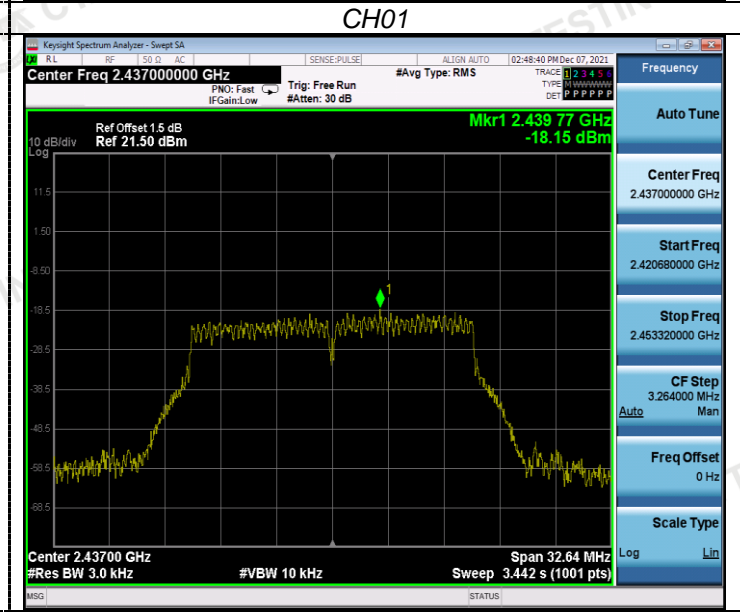 CH01
Keysight Spectrum Analyzer - Swept SA
RL RF 50 Ω AC SENSE:PULSE ALIGN AUTO 02:48:40 PM Dec 07, 2021
Center Freq 2.437000000 GHz
#Avg Type: RMS
TRACE 1 2 3 4 5 6
PNO: Fast
Trig: Free Run
TYPE M W W W W W
IFGain:Low
#Atten: 30 dB
DET P P P P P P
Frequency
Auto Tune
Mkr1 2.439 77 GHz
-18.15 dBm
Ref Offset 1.5 dB
10 dB/div Ref 21.50 dBm
Log
11.5
1.50
-8.50
-18.5
-28.5
-38.5
-48.5
-58.5
-68.5
1
Center Freq
2.437000000 GHz
Start Freq
2.420680000 GHz
Stop Freq
2.453320000 GHz
CF Step
3.264000 MHz
Auto Man
Freq Offset
0 Hz
Scale Type
Log Lin
Center 2.43700 GHz Span 32.64 MHz
#Res BW 3.0 kHz #VBW 10 kHz Sweep 3.442 s (1001 pts)
MSG STATUS